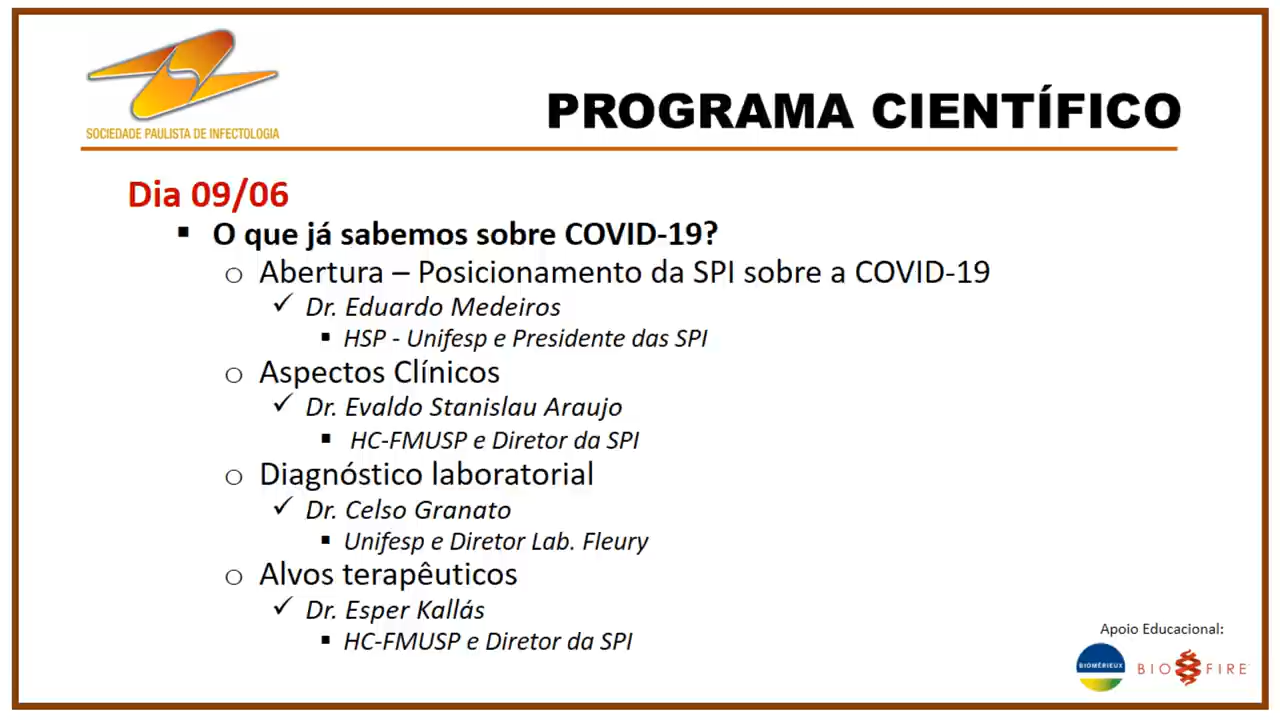 SOCIEDADE PAULISTA DE INFECTOLOGIA
PROGRAMA CIENTÍFICO
Dia 09/06
▪ O que já sabemos sobre COVID-19?
o Abertura – Posicionamento da SPI sobre a COVID-19
✓ Dr. Eduardo Medeiros
▪ HSP - Unifesp e Presidente das SPI
o Aspectos Clínicos
✓ Dr. Evaldo Stanislau Araujo
▪ HC-FMUSP e Diretor da SPI
o Diagnóstico laboratorial
✓ Dr. Celso Granato
▪ Unifesp e Diretor Lab. Fleury
o Alvos terapêuticos
✓ Dr. Esper Kallás
▪ HC-FMUSP e Diretor da SPI
Apoio Educacional:
BIOMÉRIEUX
BIO FIRE